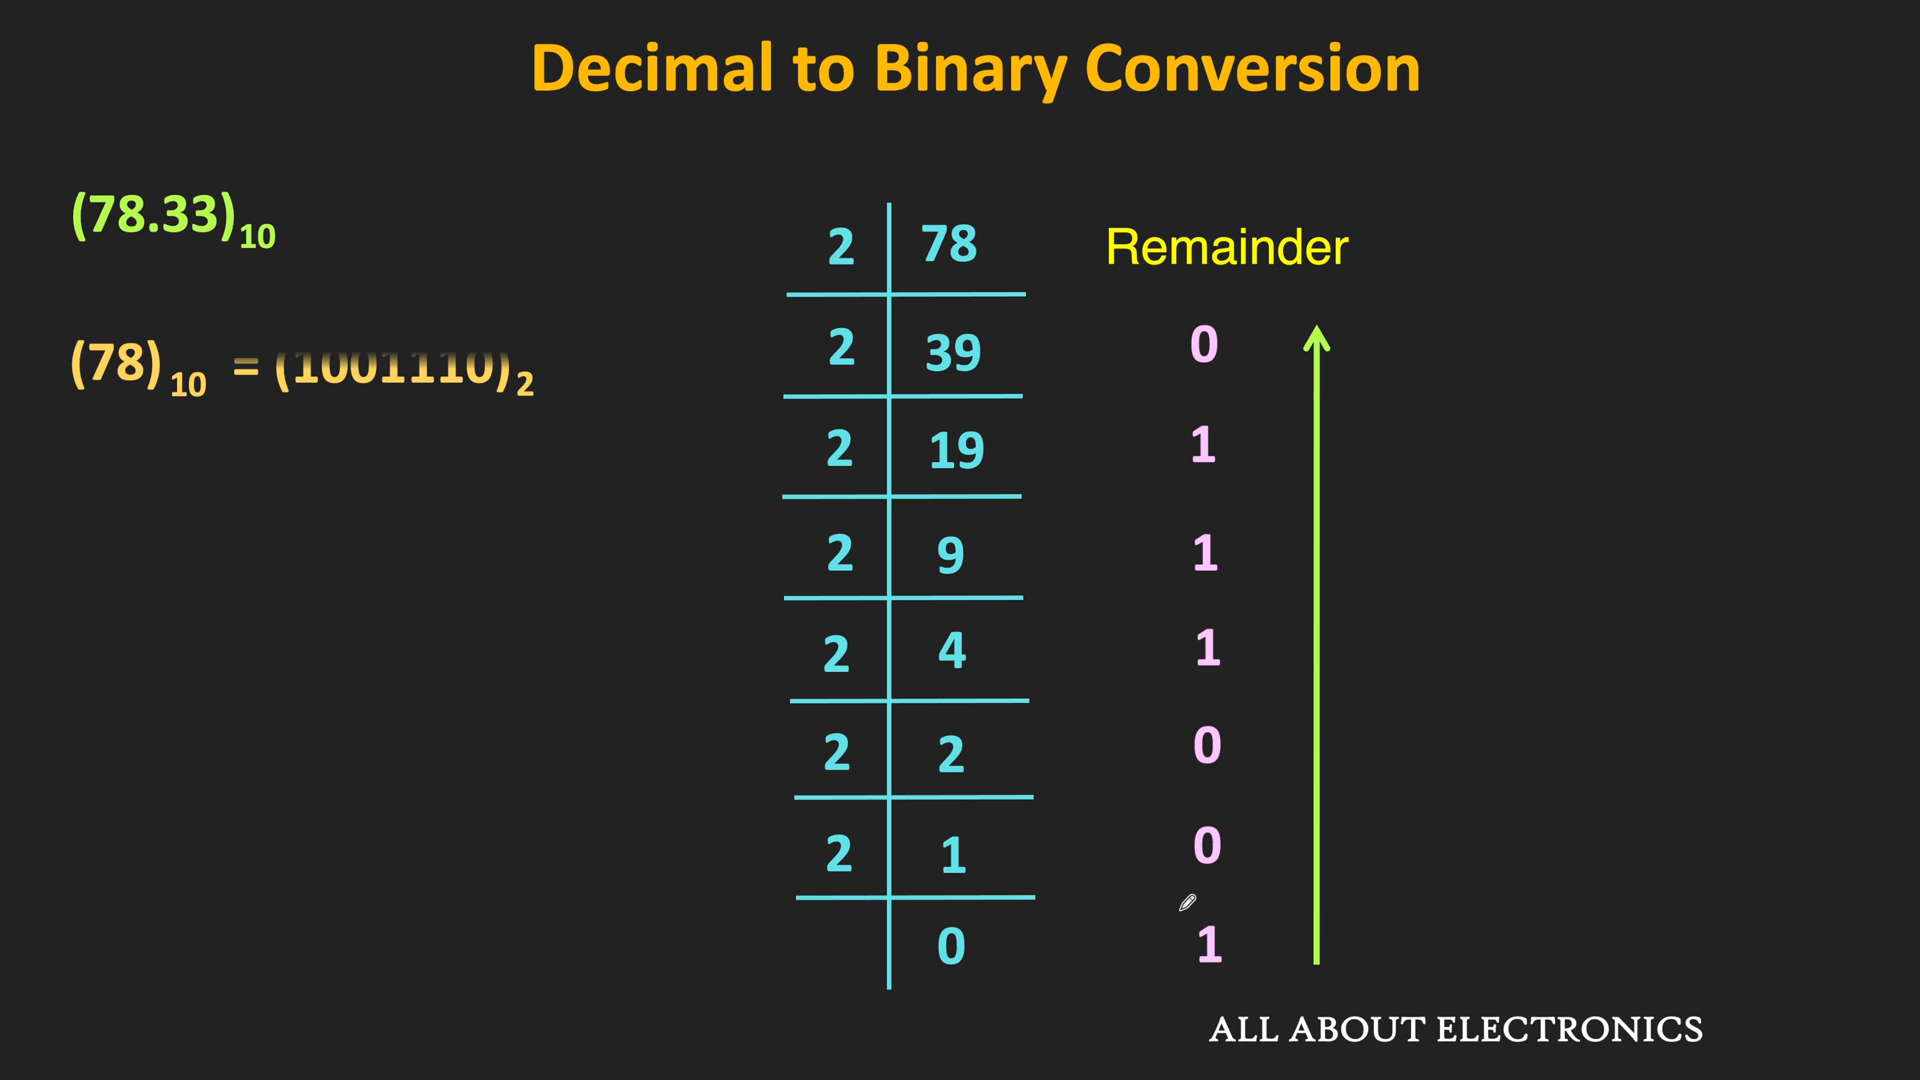 Decimal to Binary Conversion
(78.33)10
(78)10 = (1001110)2
2 78 Remainder
2 39 0
2 19 1
2 9 1
2 4 1
2 2 0
2 1 0
0 1
ALL ABOUT ELECTRONICS